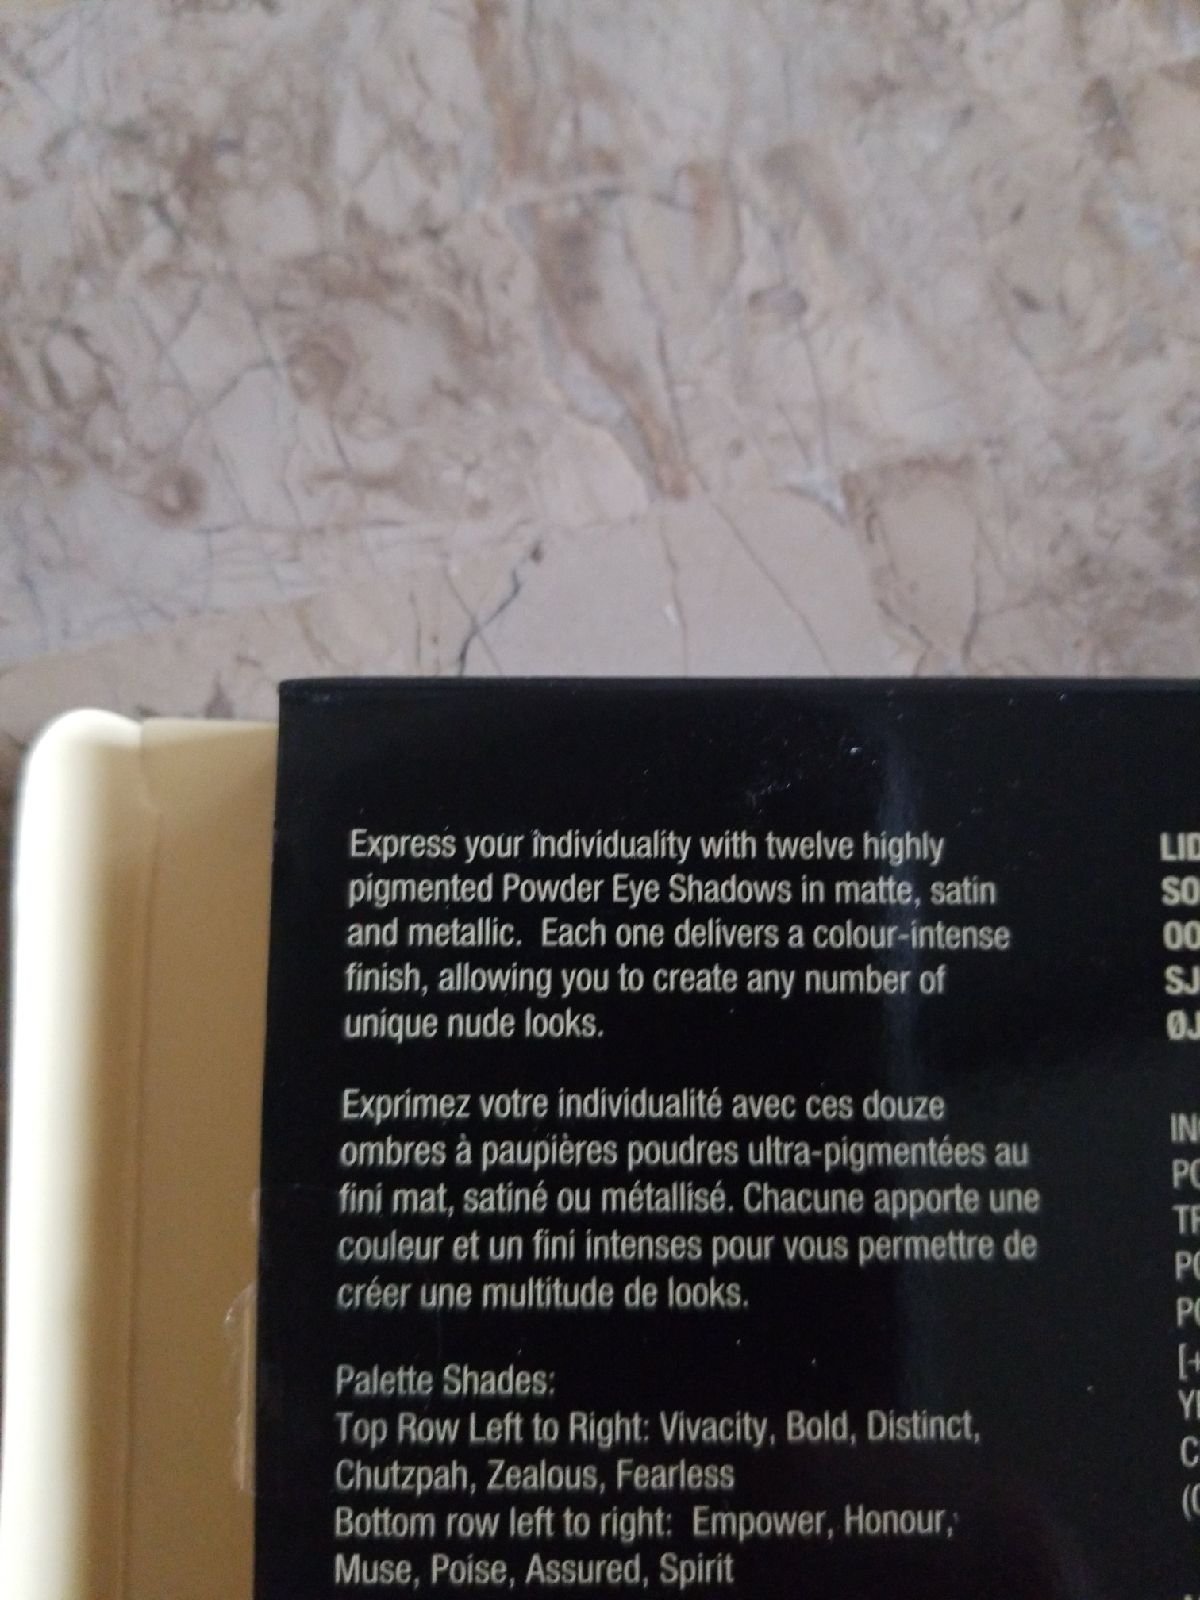 Express your individuality with twelve highly
pigmented Powder Eye Shadows in matte, satin
and metallic. Each one delivers a colour-intense
finish, allowing you to create any number of
unique nude looks.
Exprimez votre individualité avec ces douze
ombres à paupières poudres ultra-pigmentées au
fini mat, satiné ou métallisé. Chacune apporte une
couleur et un fini intenses pour vous permettre de
créer une multitude de looks.
Palette Shades:
Top Row Left to Right: Vivacity, Bold, Distinct,
Chutzpah, Zealous, Fearless
Bottom row left to right: Empower, Honour,
Muse, Poise, Assured, Spirit